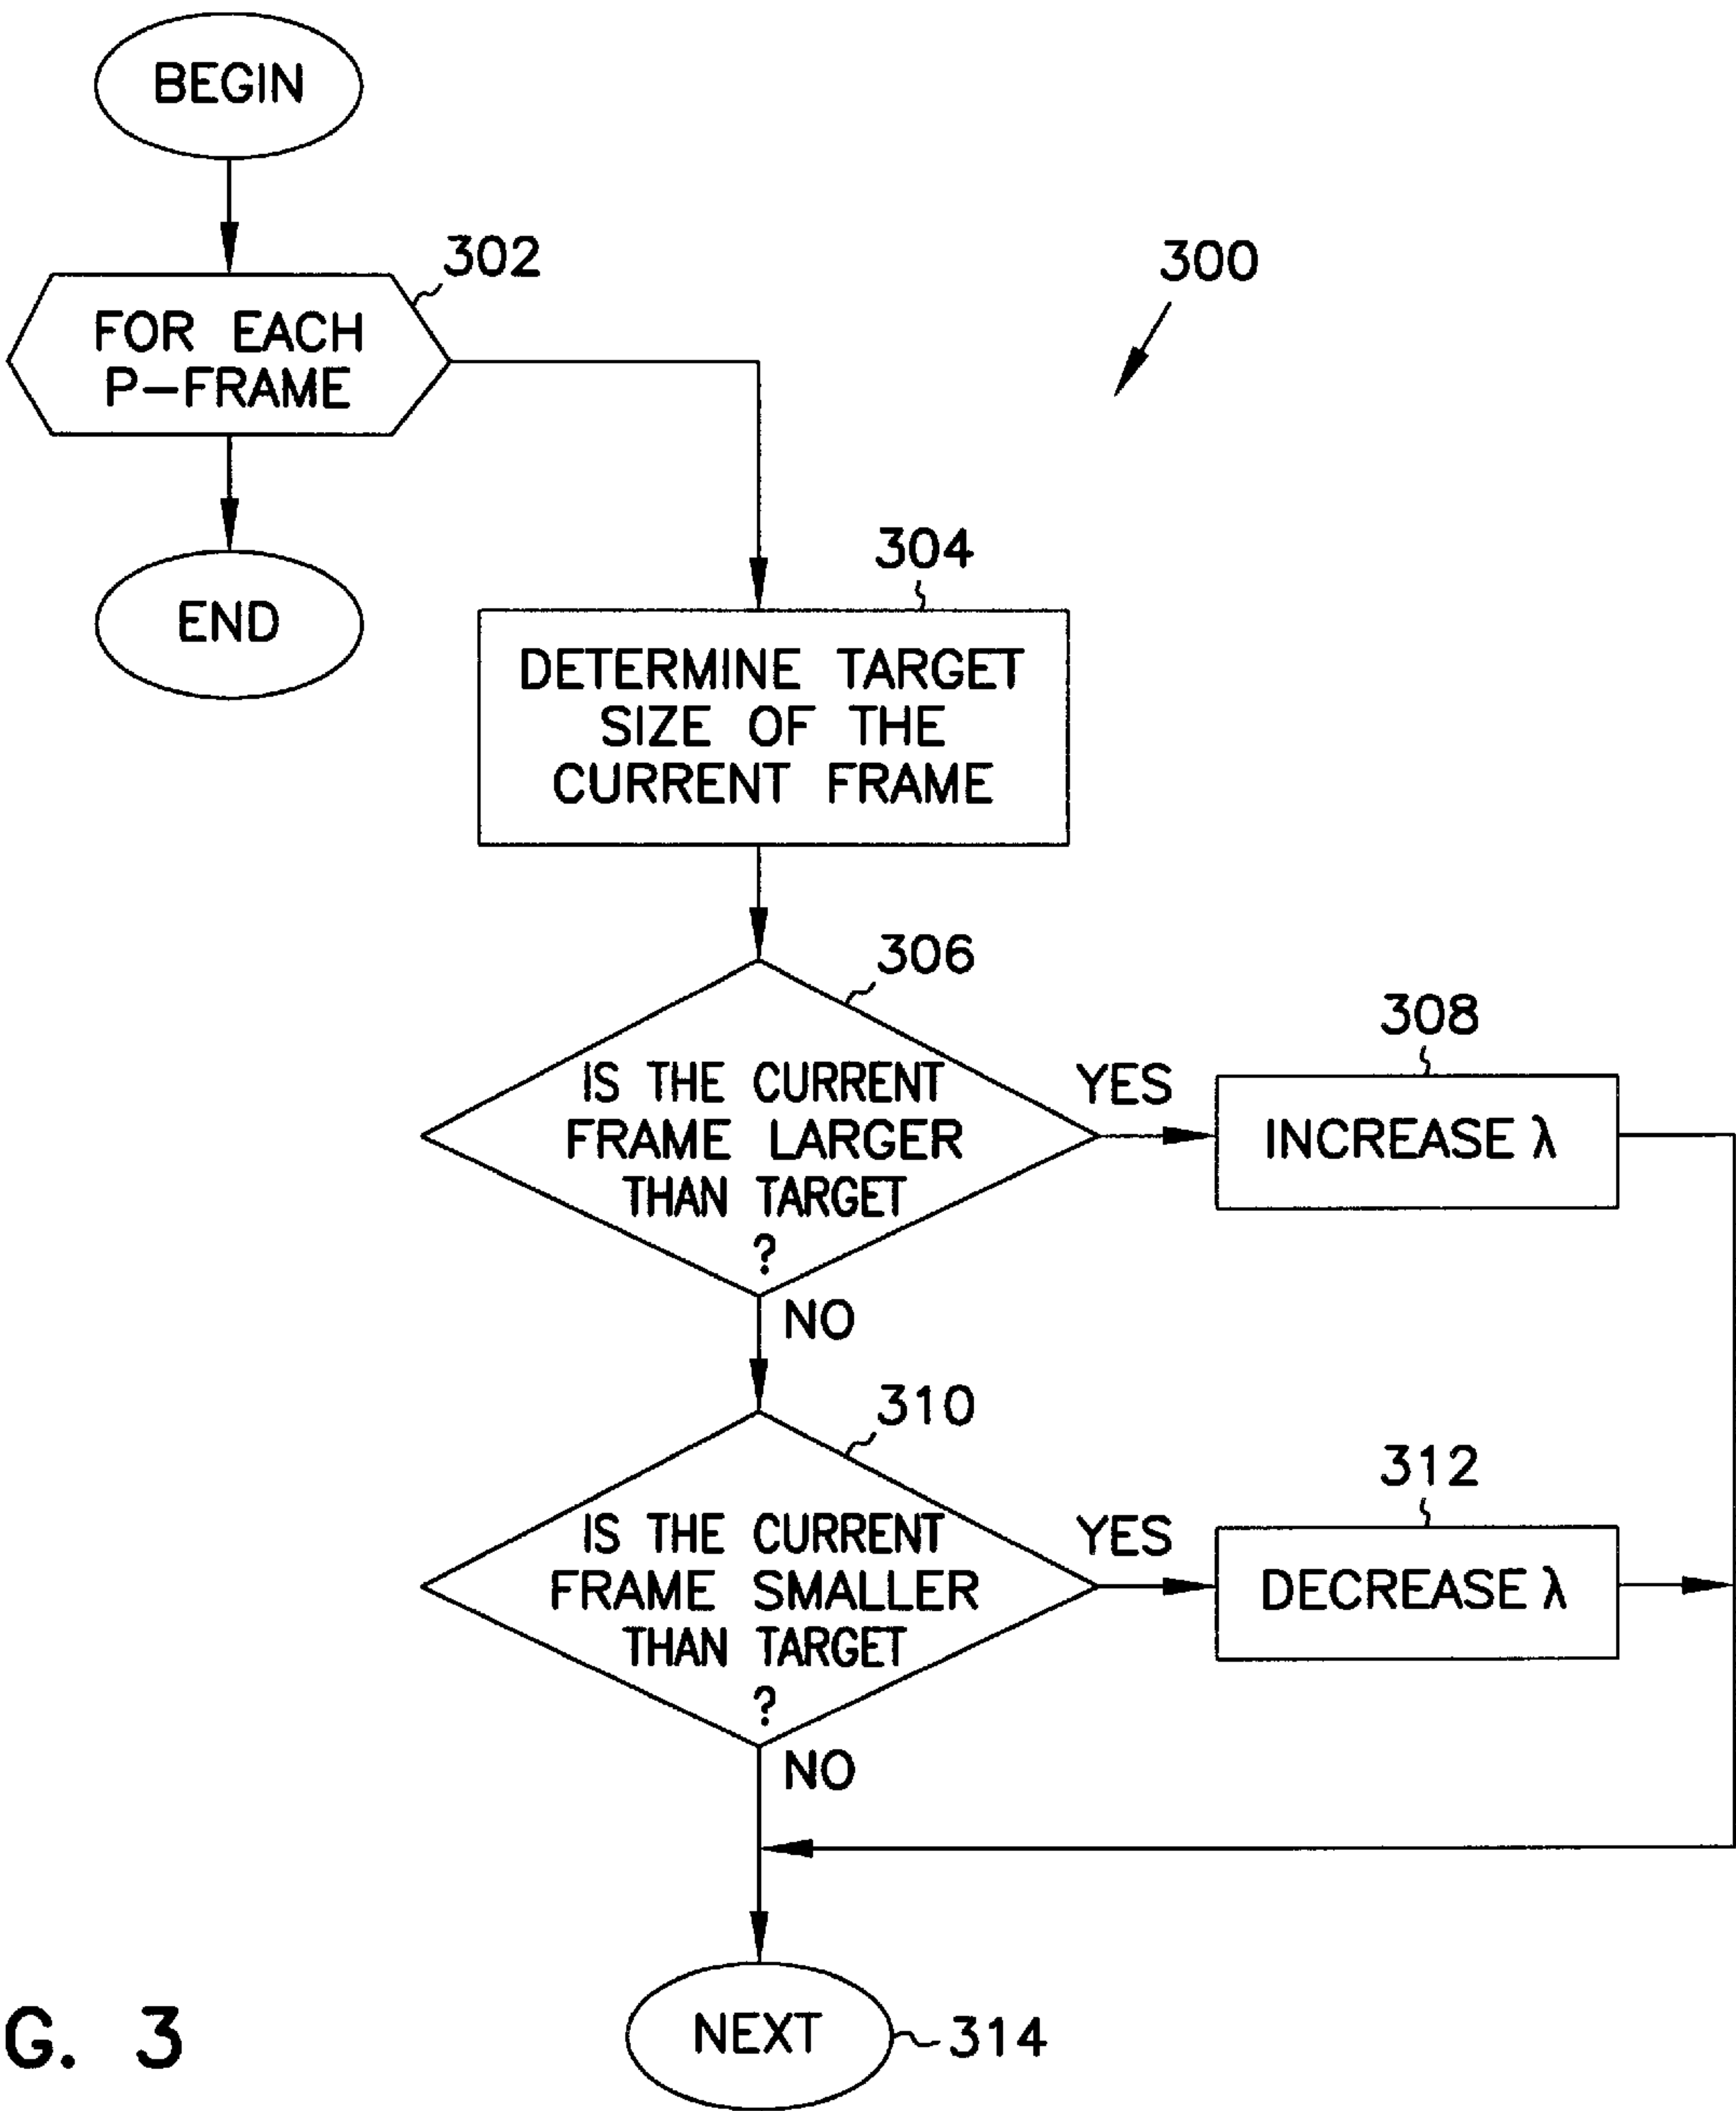 BEGIN
302
FOR EACH
P-FRAME
300
END
304
DETERMINE TARGET
SIZE OF THE
CURRENT FRAME
306
IS THE CURRENT
FRAME LARGER
THAN TARGET
?
YES
308
INCREASE λ
NO
310
IS THE CURRENT
FRAME SMALLER
THAN TARGET
?
YES
312
DECREASE λ
NO
NEXT
314
G. 3